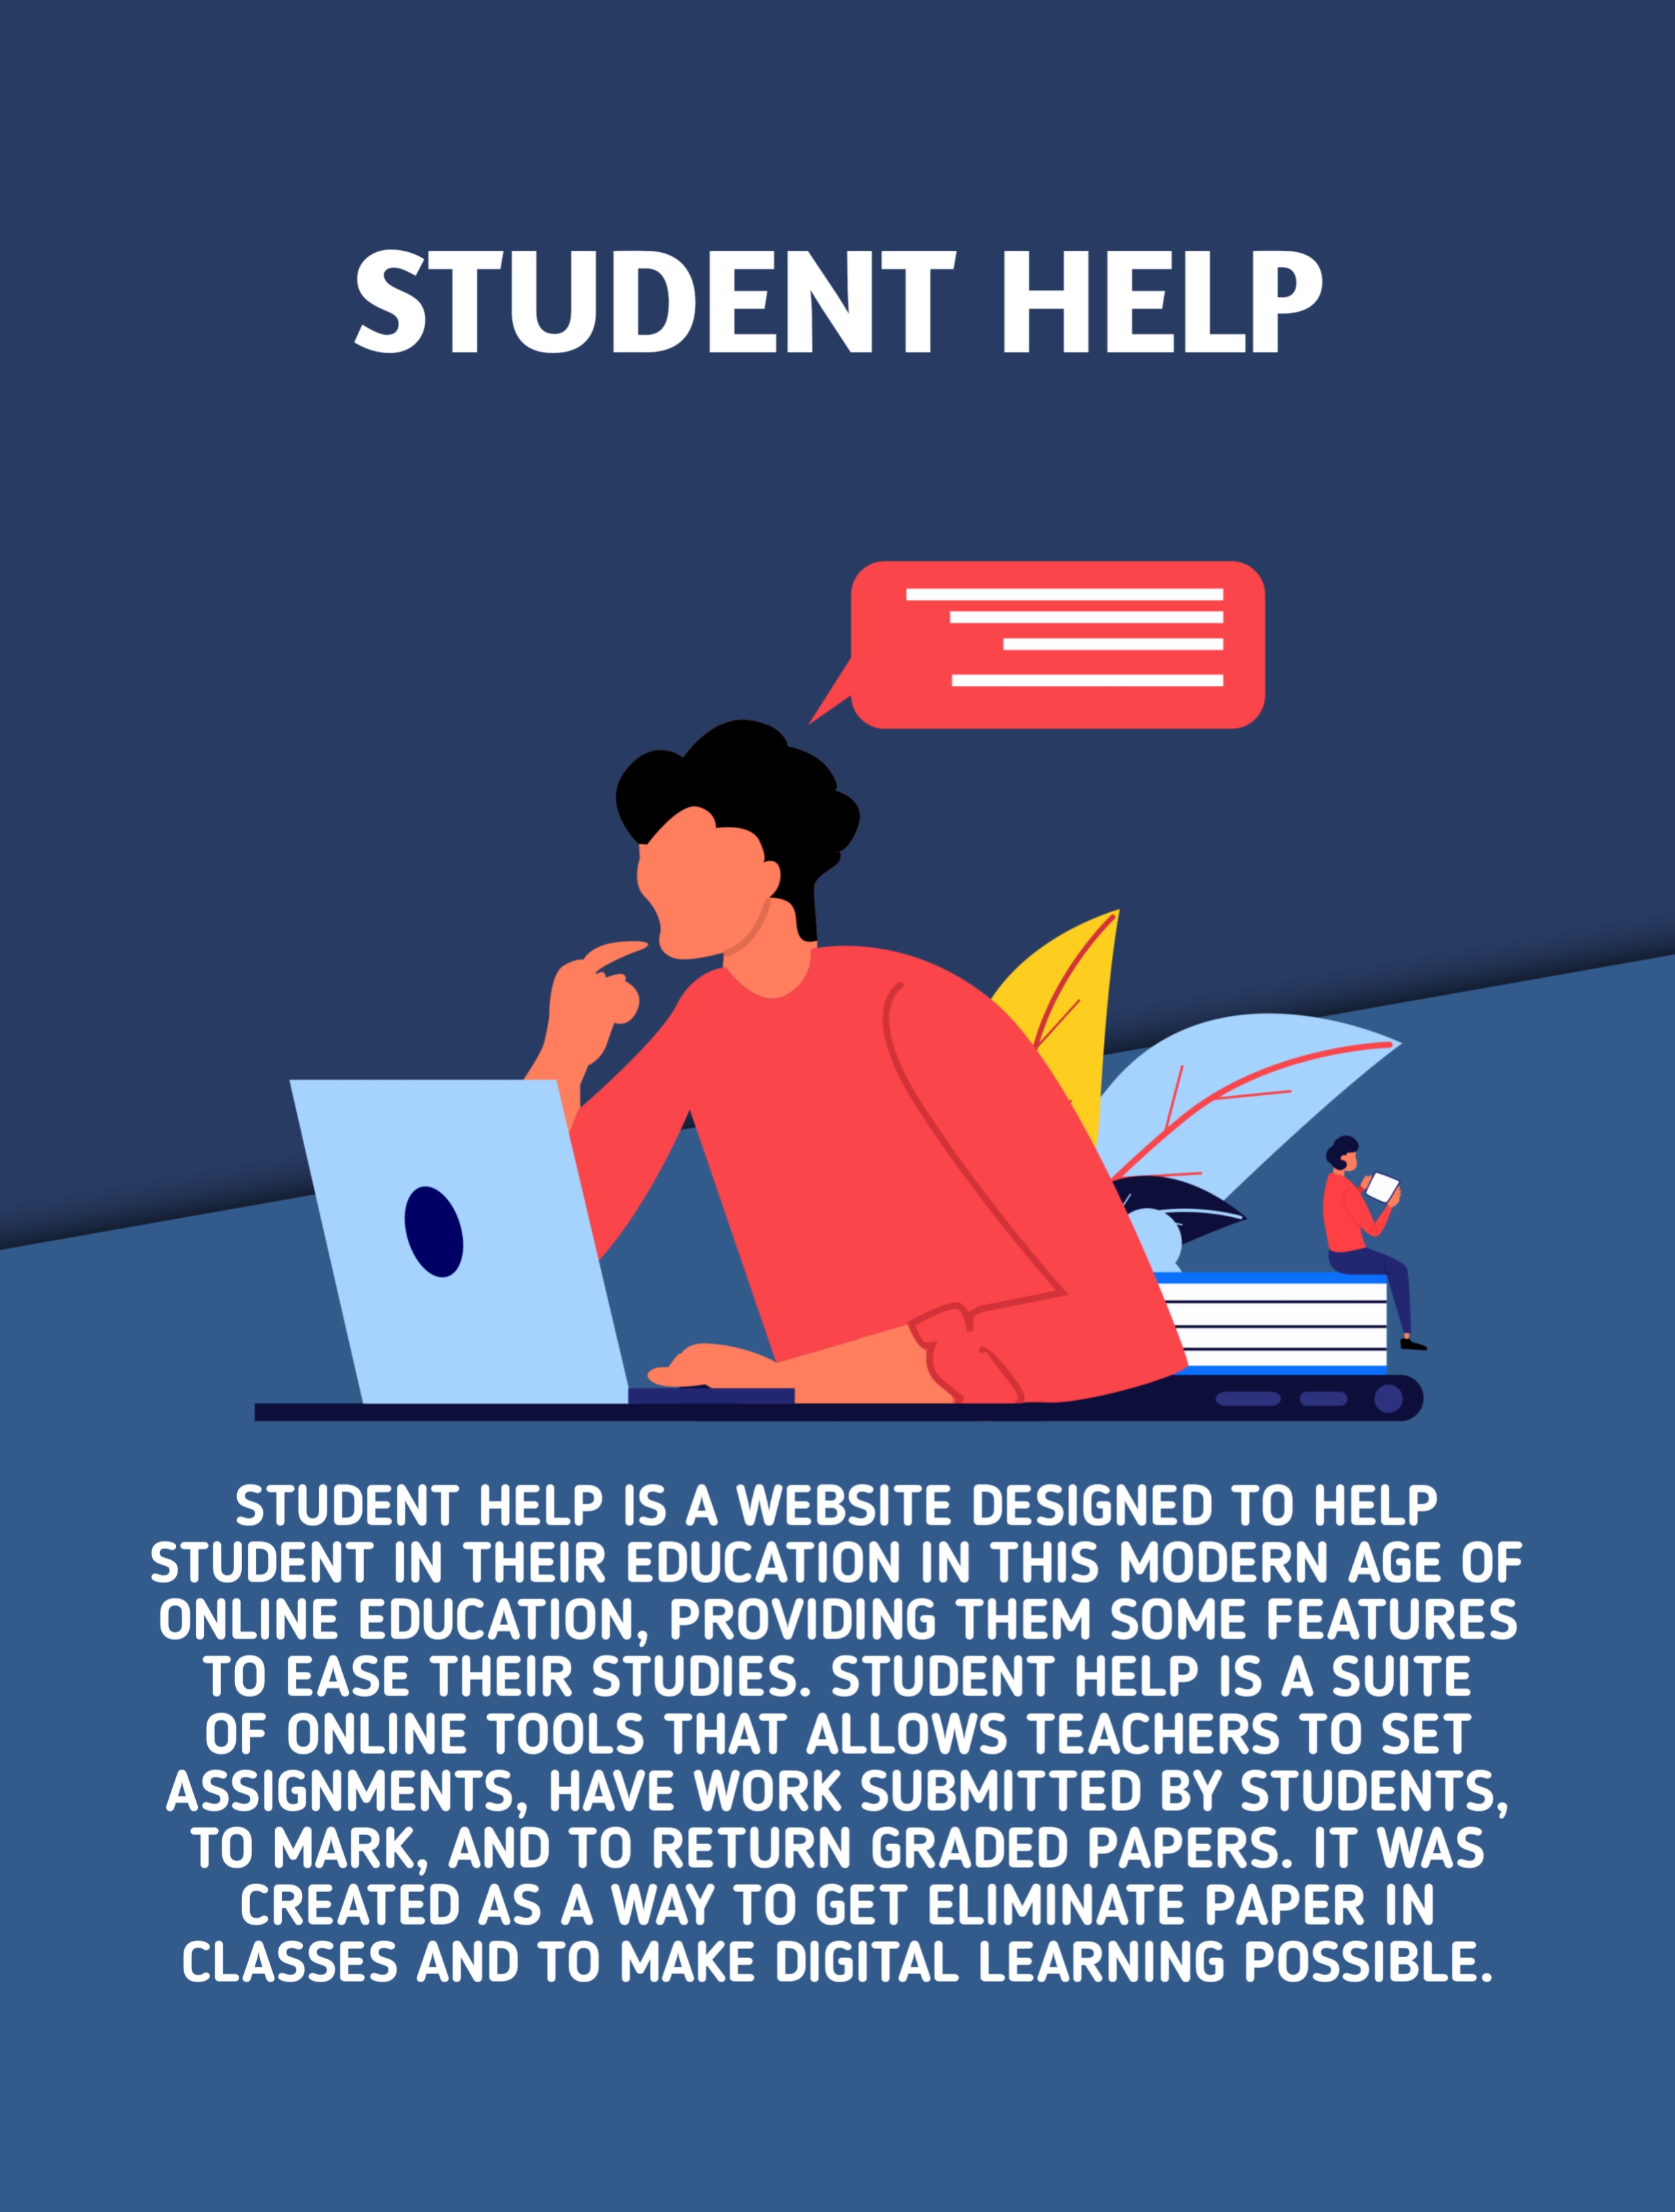 STUDENT HELP
STUDENT HELP IS A WEBSITE DESIGNED TO HELP
STUDENT IN THEIR EDUCATION IN THIS MODERN AGE OF
ONLINE EDUCATION, PROVIDING THEM SOME FEATURES
TO EASE THEIR STUDIES. STUDENT HELP IS A SUITE
OF ONLINE TOOLS THAT ALLOWS TEACHERS TO SET
ASSIGNMENTS, HAVE WORK SUBMITTED BY STUDENTS,
TO MARK, AND TO RETURN GRADED PAPERS. IT WAS
CREATED AS A WAY TO GET ELIMINATE PAPER IN
CLASSES AND TO MAKE DIGITAL LEARNING POSSIBLE.